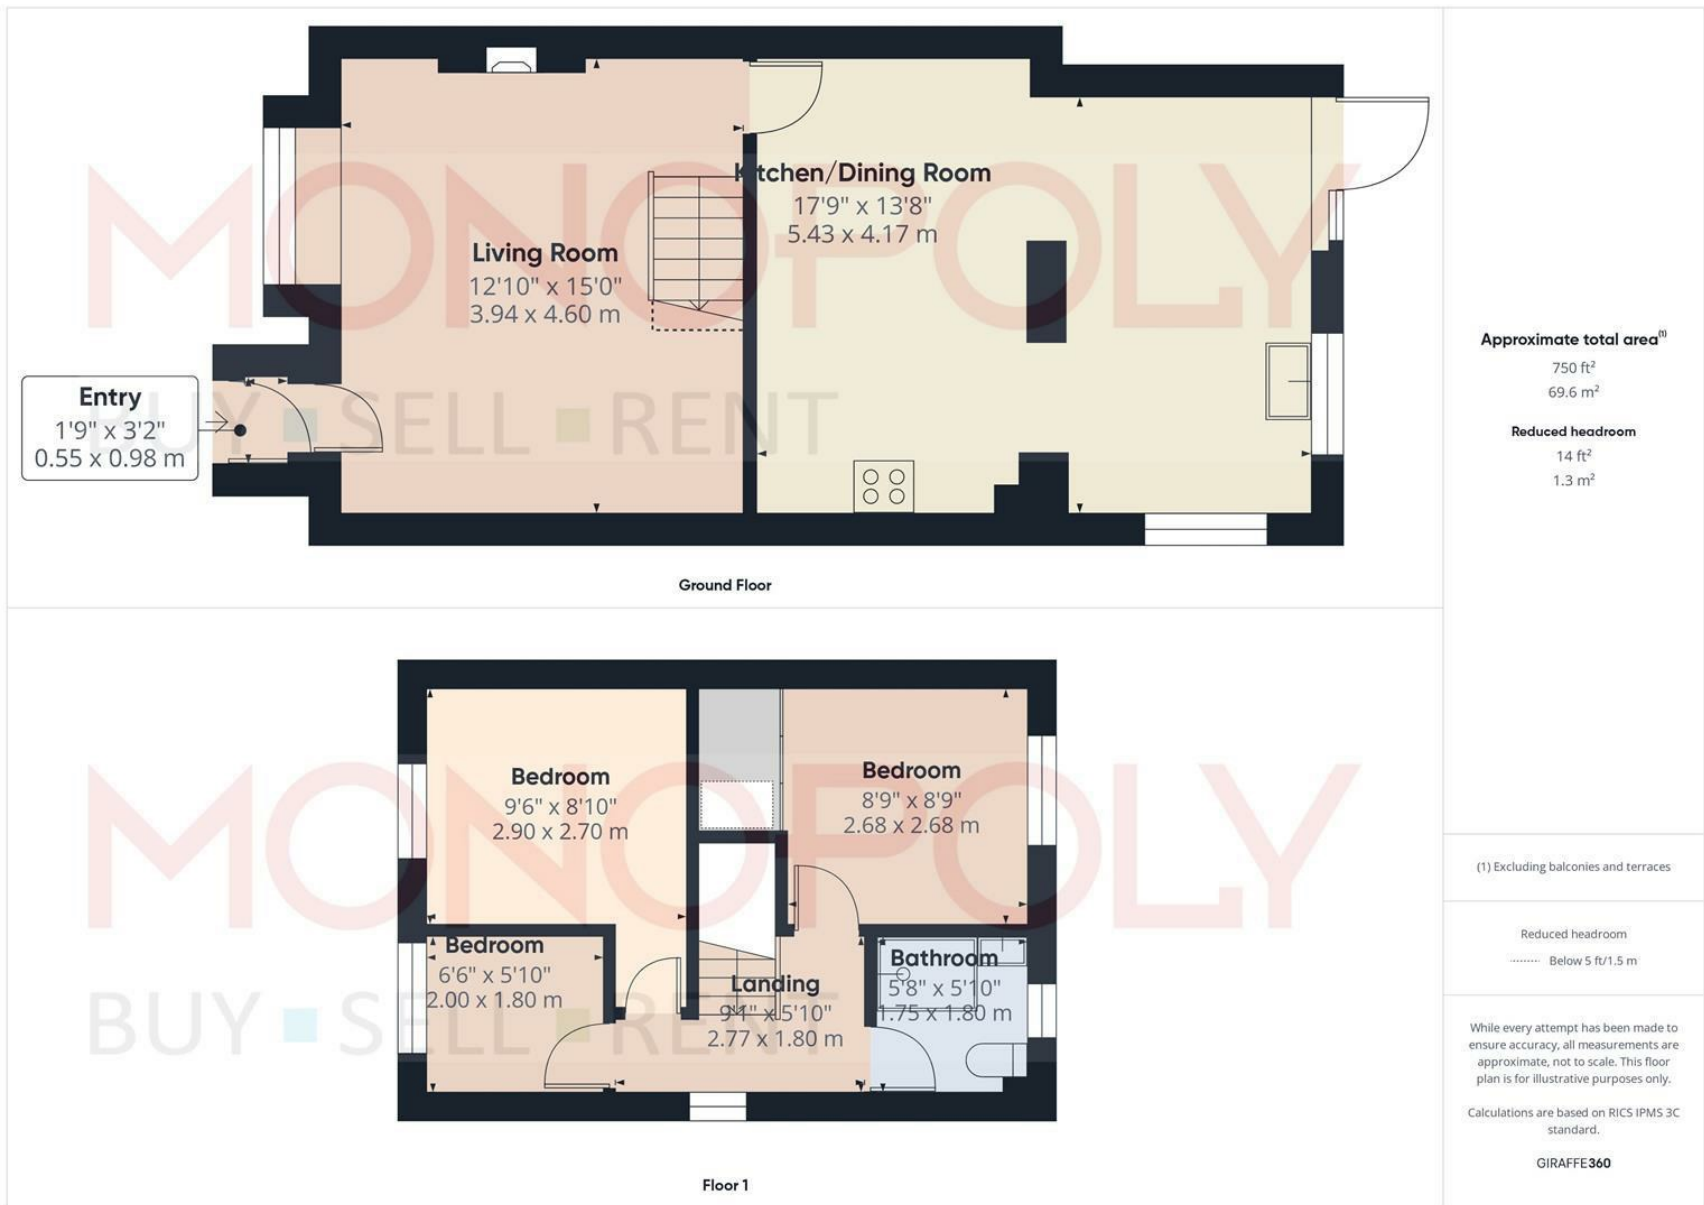 Kitchen/Dining Room
17'9" x 13'8"
5.43 x 4.17 m
Living Room
12'10" x 15'0"
3.94 x 4.60 m
Entry
1'9" x 3'2"
0.55 x 0.98 m
MONOPOLY
BUY SELL RENT
Ground Floor
Bedroom
9'6" x 8'10"
2.90 x 2.70 m
Bedroom
8'9" x 8'9"
2.68 x 2.68 m
Bedroom
6'6" x 5'10"
2.00 x 1.80 m
Landing
9'1" x 5'10"
2.77 x 1.80 m
Bathroom
5'8" x 5'10"
1.75 x 1.80 m
MONOPOLY
BUY SELL RENT
Floor 1
Approximate total area(1)
750 ft²
69.6 m²
Reduced headroom
14 ft²
1.3 m²
(1) Excluding balconies and terraces
Reduced headroom
Below 5 ft/1.5 m
While every attempt has been made to
ensure accuracy, all measurements are
approximate, not to scale. This floor
plan is for illustrative purposes only.
Calculations are based on RICS IPMS 3C
standard.
GIRAFFE360